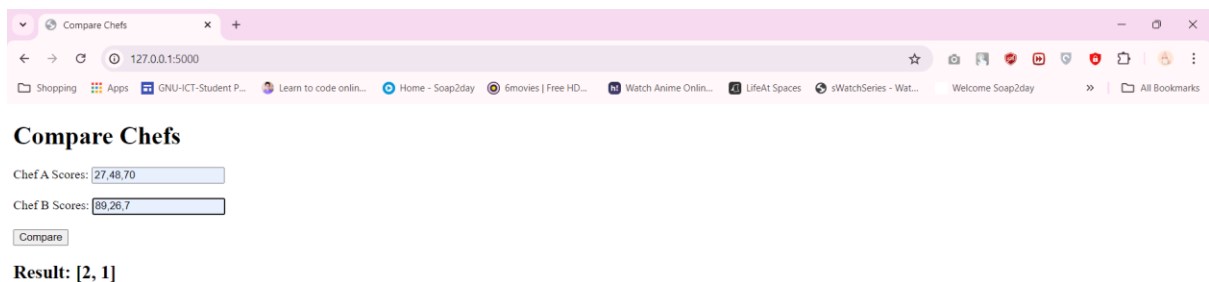 Compare Chefs
127.0.0.1:5000
Shopping Apps GNU-ICT-Student P... Learn to code onlin... Home - Soap2day 6movies | Free HD... Watch Anime Onlin... LifeAt Spaces sWatchSeries - Wat... Welcome Soap2day » All Bookmarks
Compare Chefs
Chef A Scores: 27,48,70
Chef B Scores: 89,26,7
Compare
Result: [2, 1]